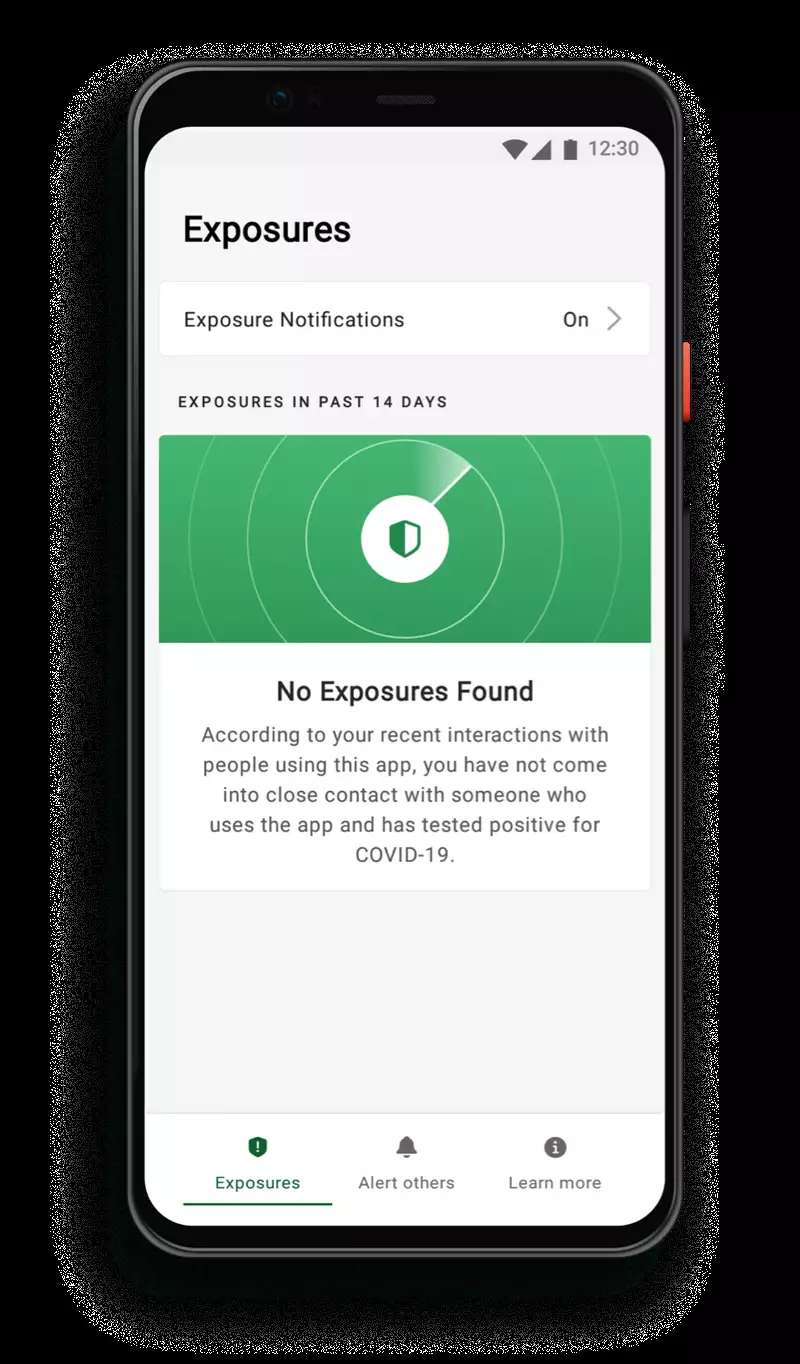 12:30
Exposures
Exposure Notifications On
EXPOSURES IN PAST 14 DAYS
No Exposures Found
According to your recent interactions with
people using this app, you have not come
into close contact with someone who
uses the app and has tested positive for
COVID-19.
Exposures Alert others Learn more